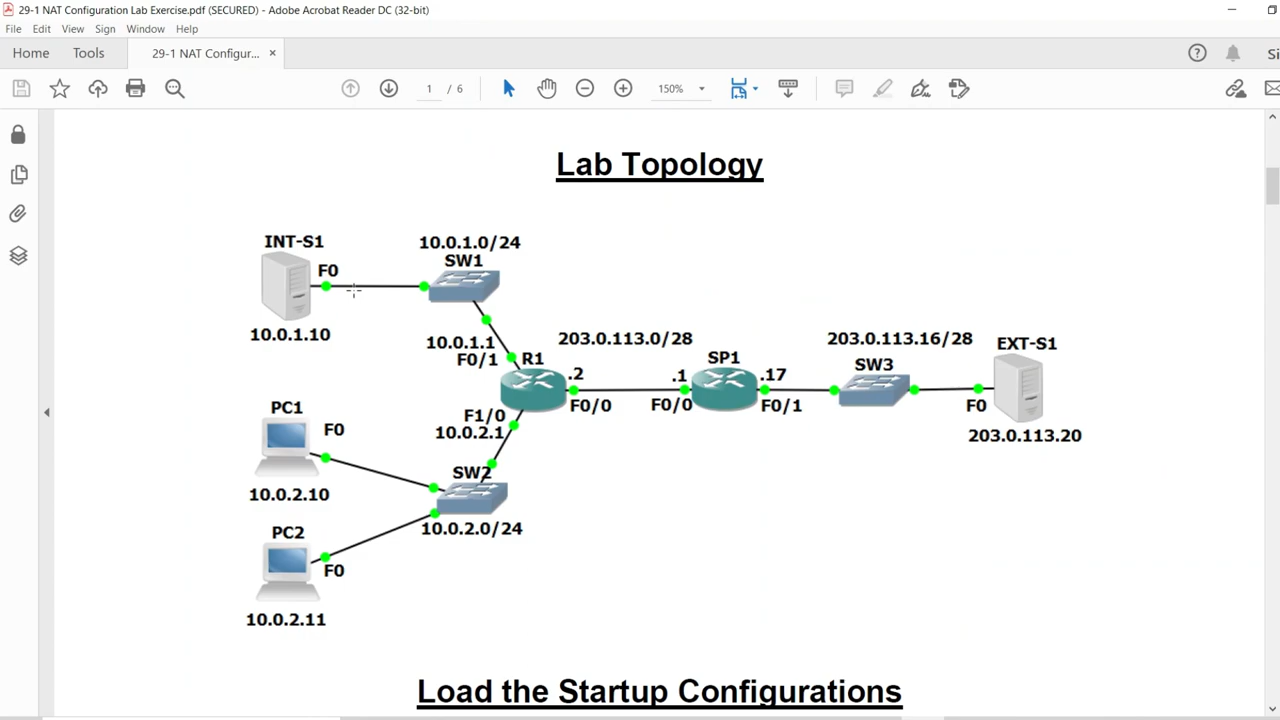 29-1 NAT Configuration Lab Exercise.pdf (SECURED) - Adobe Acrobat Reader DC (32-bit)
File Edit View Sign Window Help
Home Tools 29-1 NAT Configur... × ?
1 / 6 150%
Lab Topology
INT-S1
F0
10.0.1.10
10.0.1.0/24
SW1
10.0.1.1
F0/1
R1
203.0.113.0/28
.2
F0/0
SP1
.1
F0/0
.17
F0/1
203.0.113.16/28
SW3
EXT-S1
F0
203.0.113.20
F1/0
10.0.2.1
PC1
F0
10.0.2.10
SW2
10.0.2.0/24
PC2
F0
10.0.2.11
Load the Startup Configurations